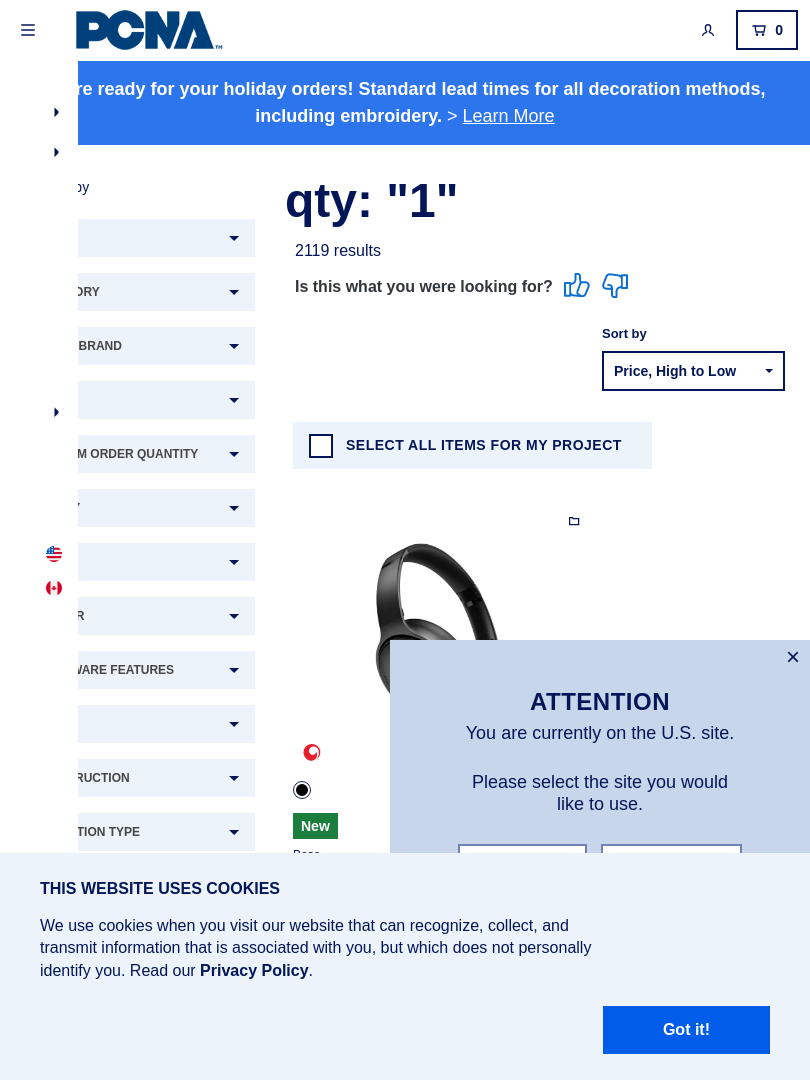 PCNA
0
re ready for your holiday orders! Standard lead times for all decoration methods,
including embroidery. > Learn More
by
qty: "1"
2119 results
Is this what you were looking for?
Sort by
Price, High to Low
ORY
BRAND
M ORDER QUANTITY
SELECT ALL ITEMS FOR MY PROJECT
R
WARE FEATURES
RUCTION
TION TYPE
New
ATTENTION
You are currently on the U.S. site.
Please select the site you would
like to use.
THIS WEBSITE USES COOKIES
We use cookies when you visit our website that can recognize, collect, and
transmit information that is associated with you, but which does not personally
identify you. Read our Privacy Policy.
Got it!